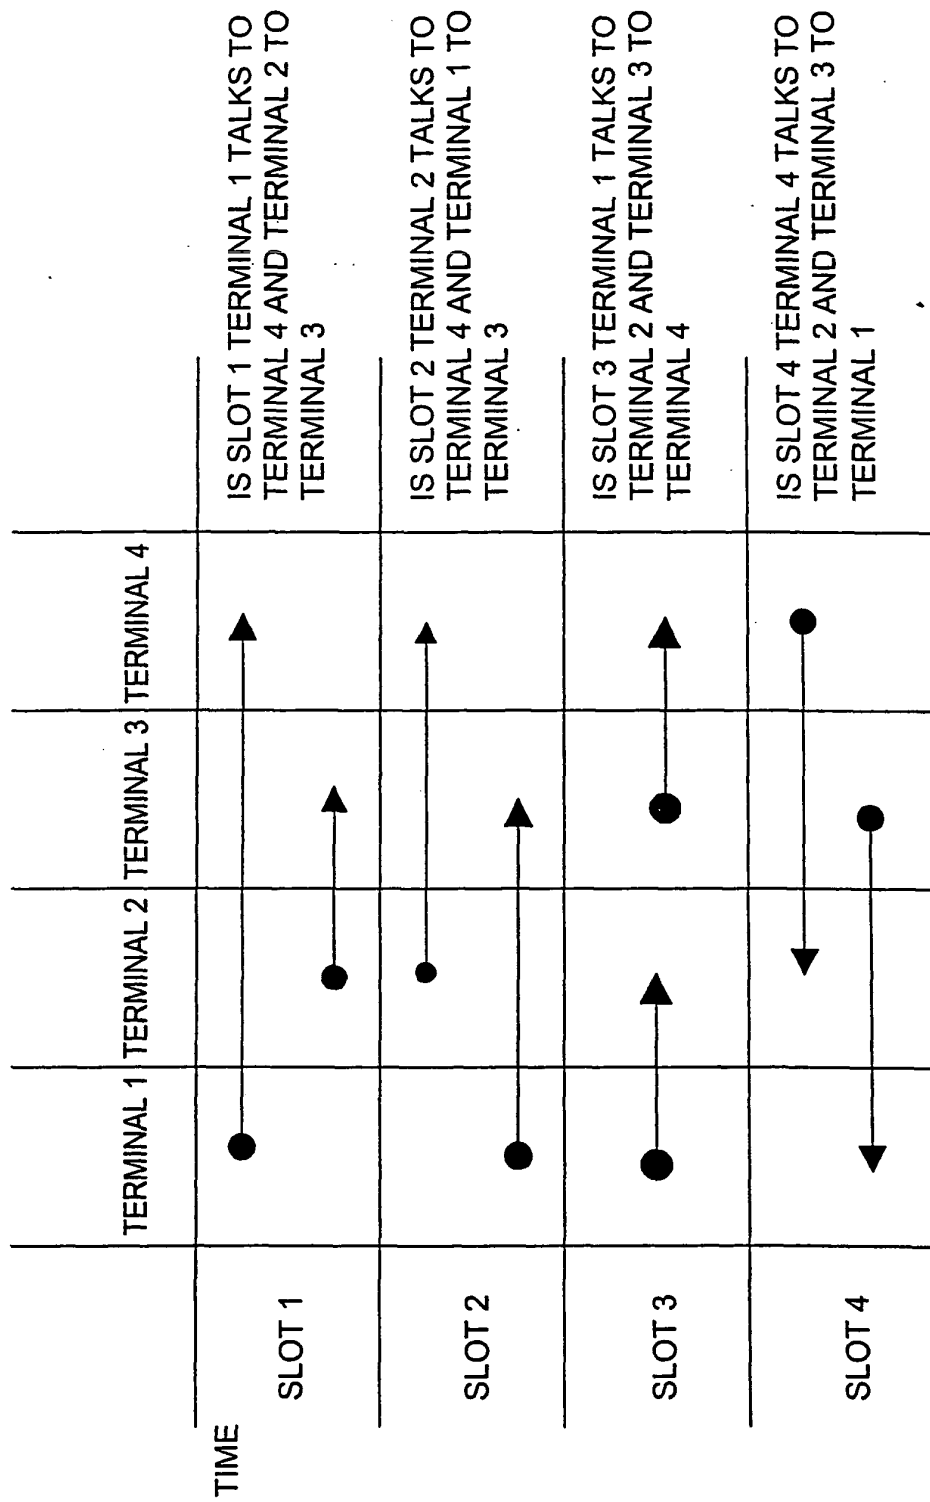 TERMINAL 1 TERMINAL 2 TERMINAL 3 TERMINAL 4
TIME
SLOT 1
IS SLOT 1 TERMINAL 1 TALKS TO
TERMINAL 4 AND TERMINAL 2 TO
TERMINAL 3
SLOT 2
IS SLOT 2 TERMINAL 2 TALKS TO
TERMINAL 4 AND TERMINAL 1 TO
TERMINAL 3
SLOT 3
IS SLOT 3 TERMINAL 1 TALKS TO
TERMINAL 2 AND TERMINAL 3 TO
TERMINAL 4
SLOT 4
IS SLOT 4 TERMINAL 4 TALKS TO
TERMINAL 2 AND TERMINAL 3 TO
TERMINAL 1